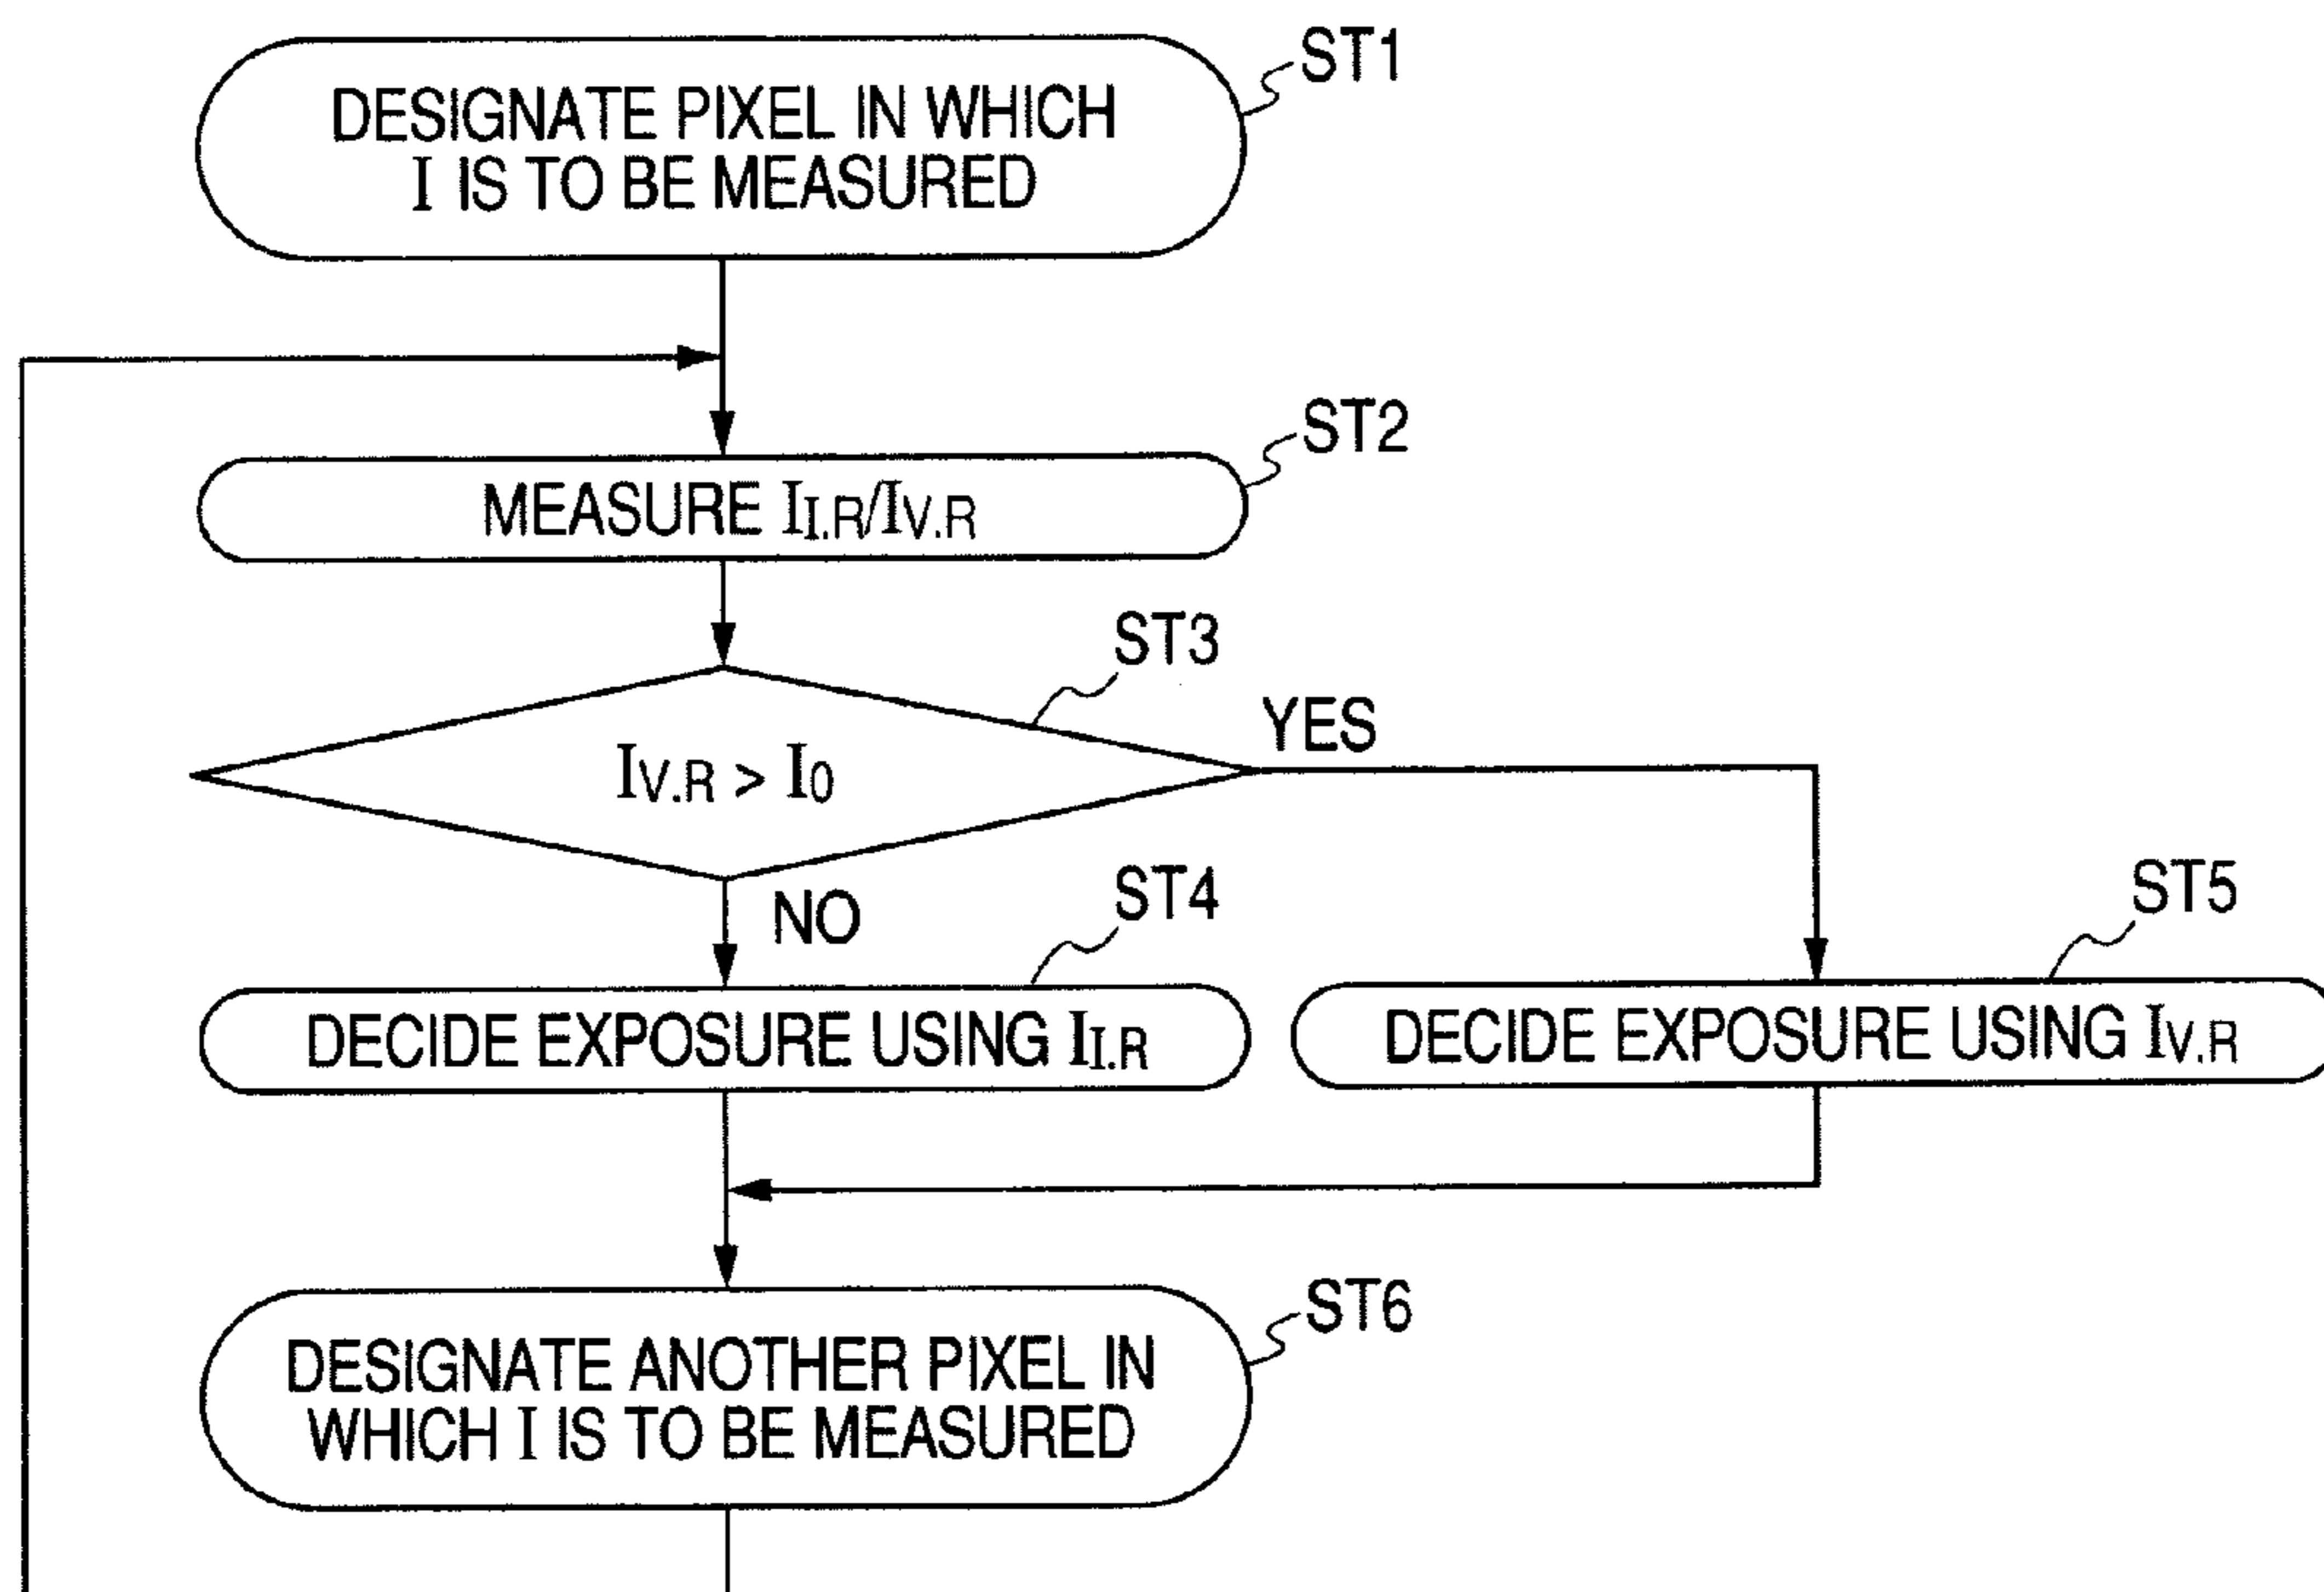 ST1
DESIGNATE PIXEL IN WHICH
I IS TO BE MEASURED
ST2
MEASURE II.R/IV.R
ST3
IV.R > I0
YES
NO
ST4
DECIDE EXPOSURE USING II.R
ST5
DECIDE EXPOSURE USING IV.R
ST6
DESIGNATE ANOTHER PIXEL IN
WHICH I IS TO BE MEASURED